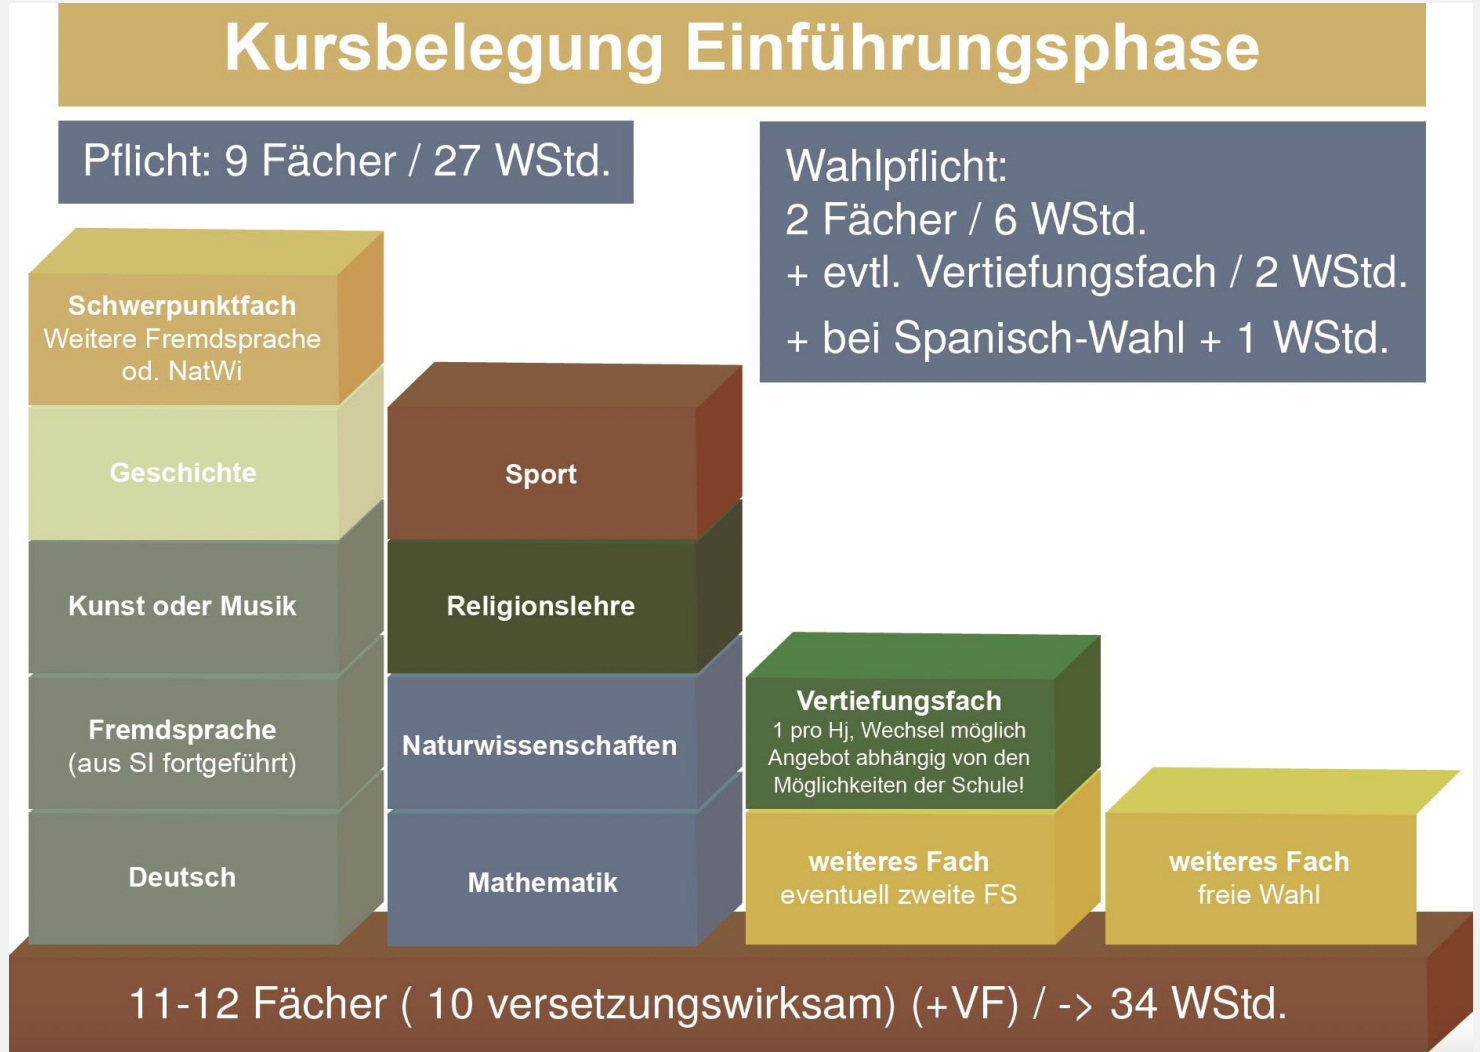 Kursbelegung Einführungsphase
Pflicht: 9 Fächer / 27 WStd.
Wahlpflicht:
2 Fächer / 6 WStd.
+ evtl. Vertiefungsfach / 2 WStd.
+ bei Spanisch-Wahl + 1 WStd.
Schwerpunktfach
Weitere Fremdsprache
od. NatWi
Geschichte
Kunst oder Musik
Fremdsprache
(aus SI fortgeführt)
Deutsch
Sport
Religionslehre
Naturwissenschaften
Mathematik
Vertiefungsfach
1 pro Hj, Wechsel möglich
Angebot abhängig von den
Möglichkeiten der Schule!
weiteres Fach
eventuell zweite FS
weiteres Fach
freie Wahl
11-12 Fächer ( 10 versetzungswirksam) (+VF) / -> 34 WStd.